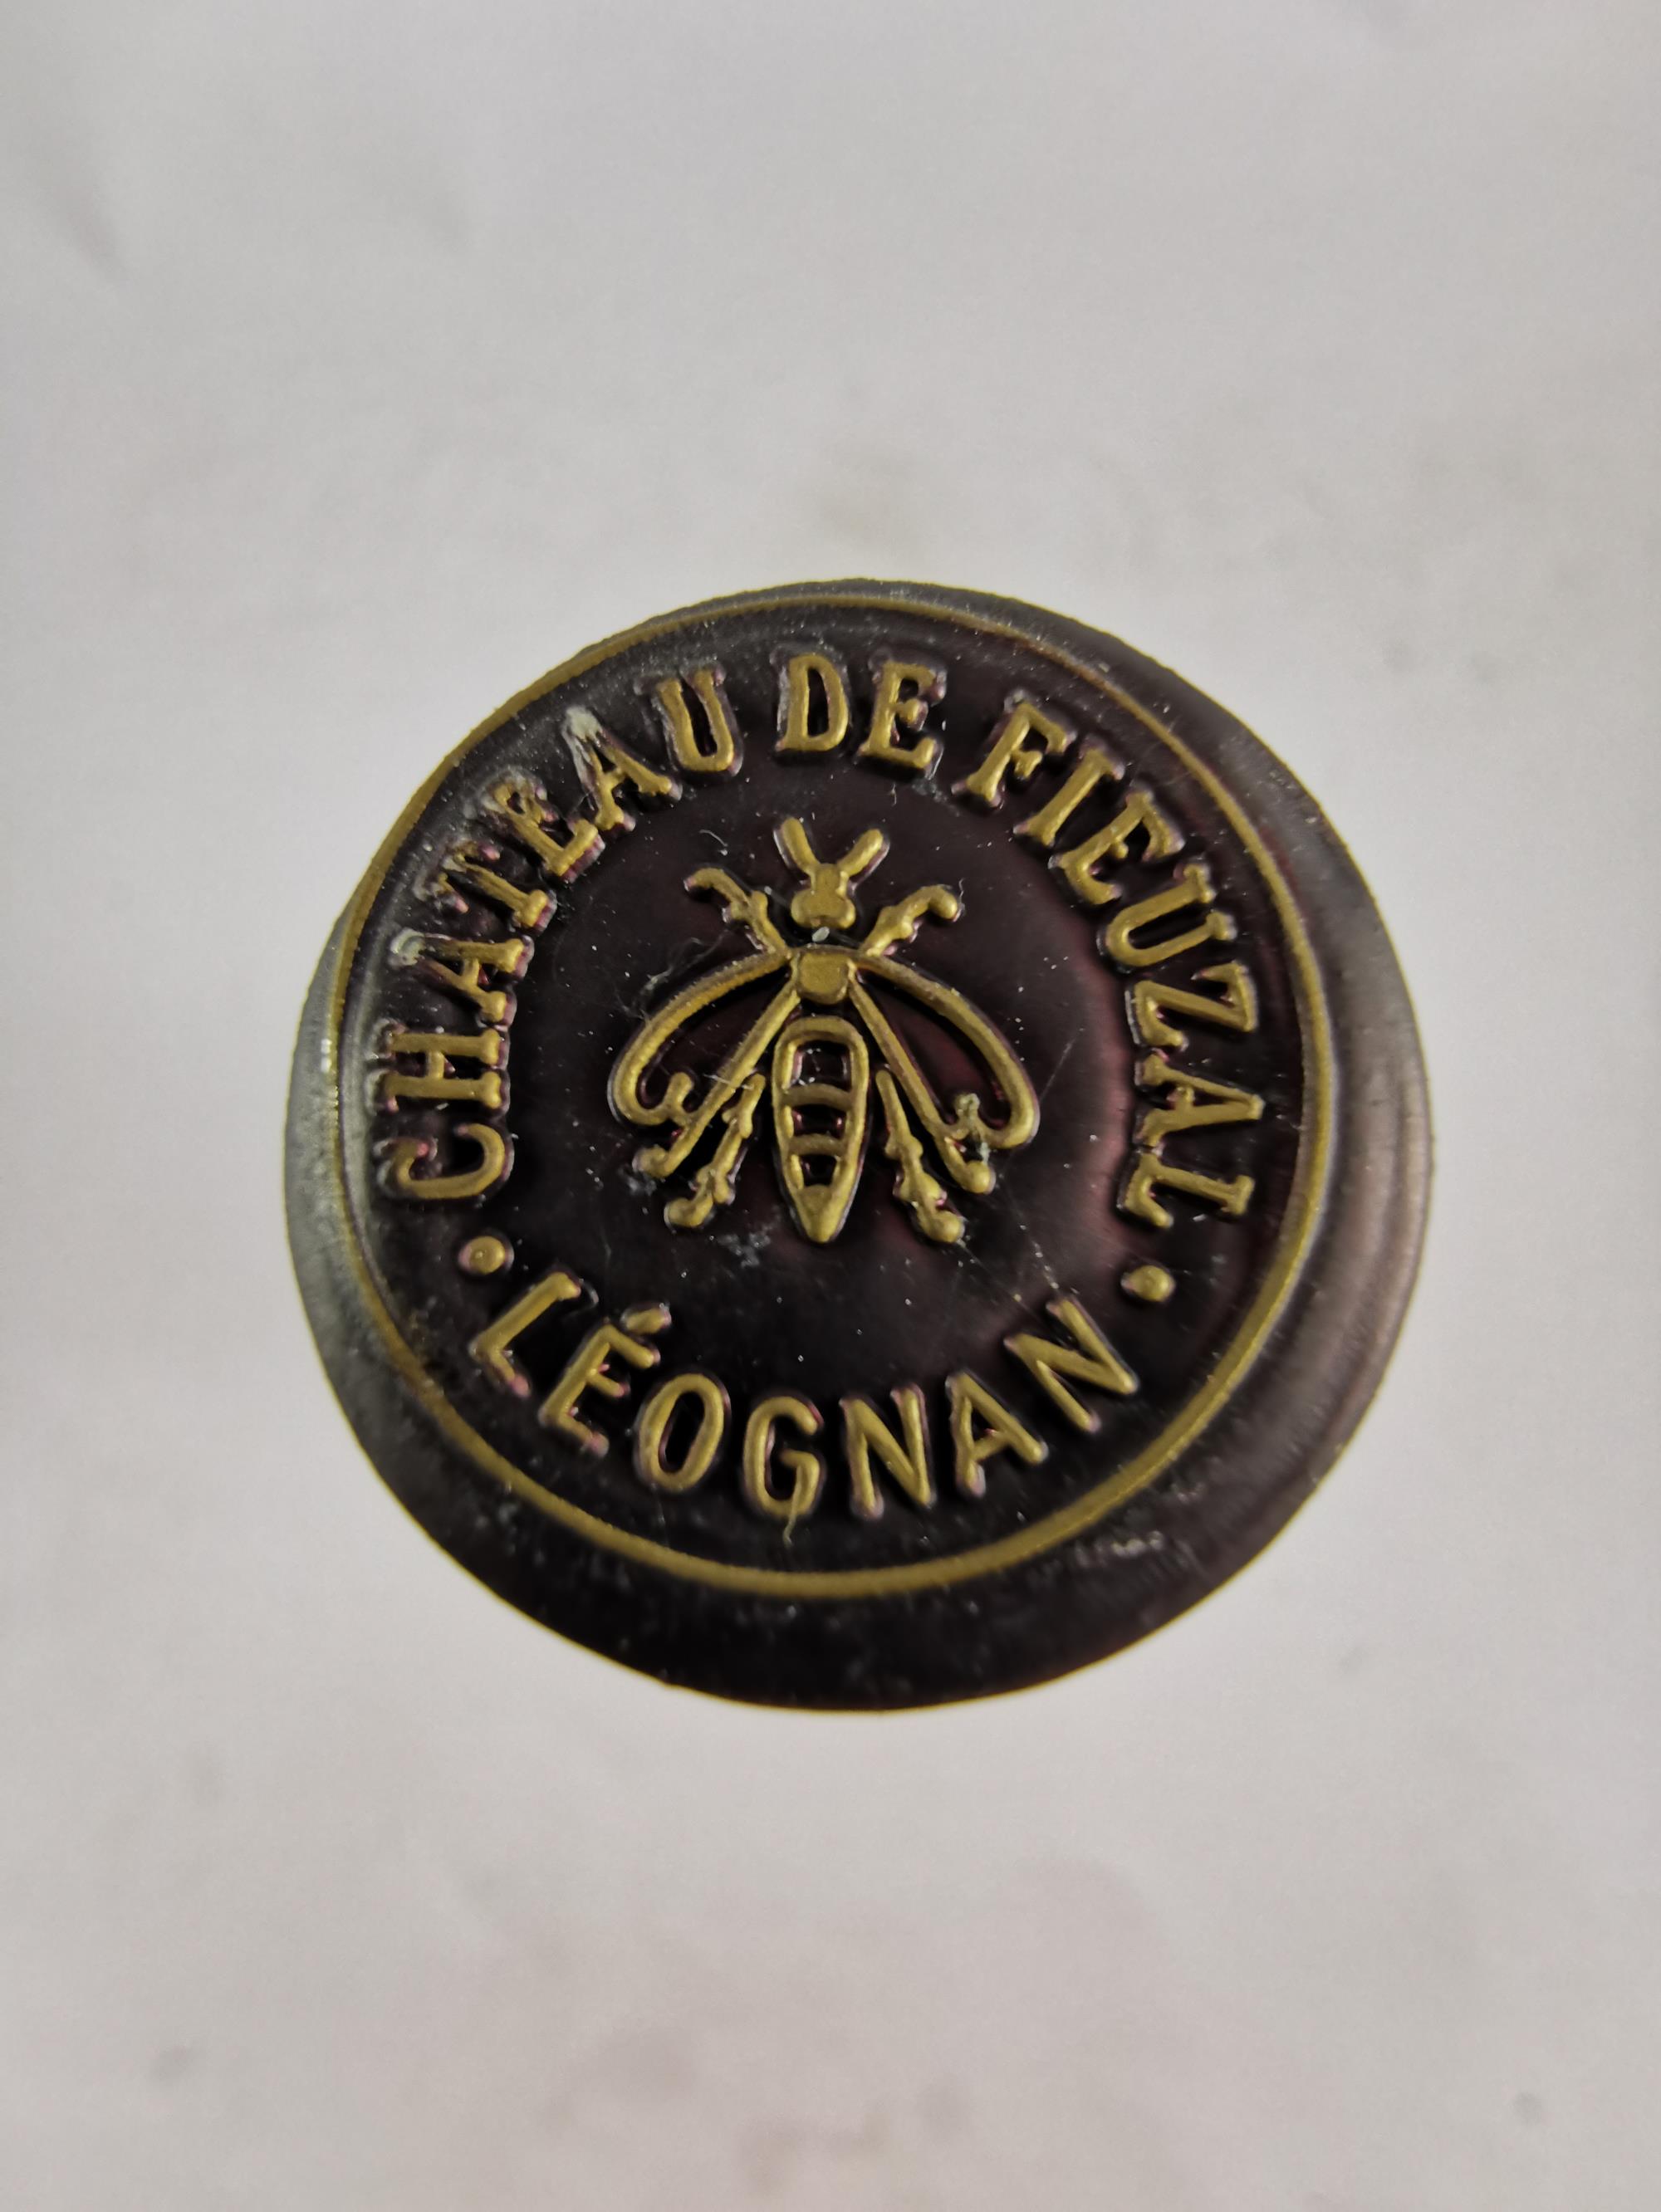 CHATEAU DE FIEUZAL
• LÉOGNAN •